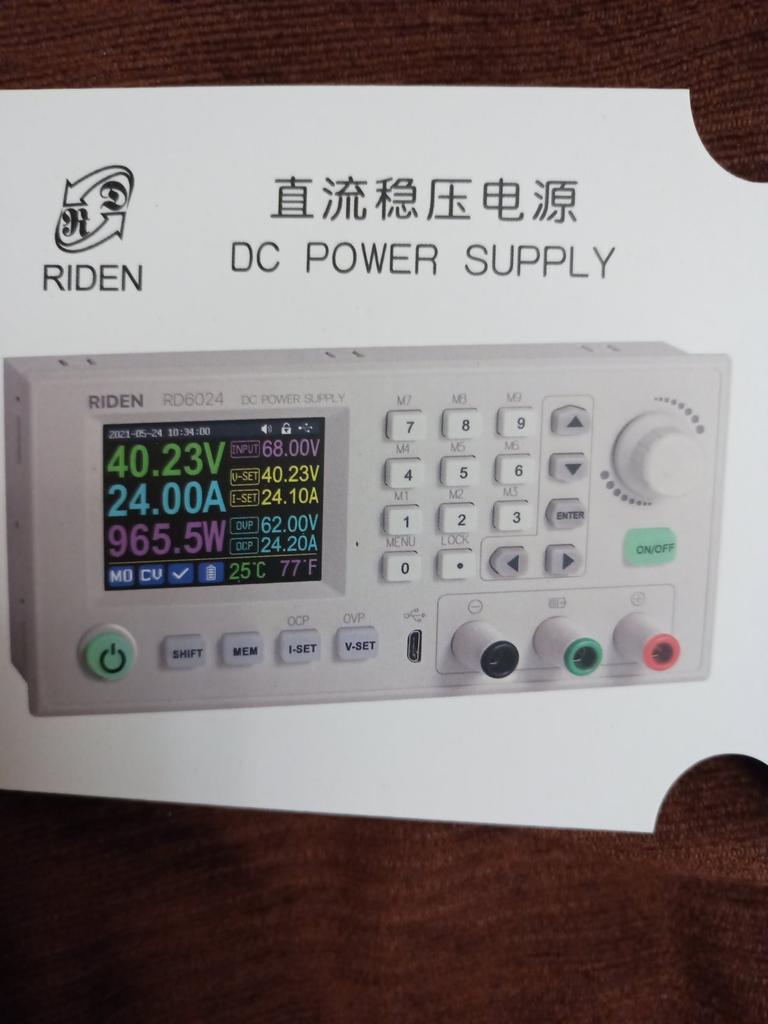 直流稳压电源
DC POWER SUPPLY
RIDEN
RIDEN RD6024 DC POWER SUPPLY
2021-05-24 10:34:00
40.23V
INPUT 68.00V
24.00A
V-SET 40.23V
I-SET 24.10A
965.5W
OVP 62.00V
OCP 24.20A
M0 CV 25°C 77°F
M7 M8 M9
7 8 9
M4 M5 M6
4 5 6
M1 M2 M3
1 2 3 ENTER
MENU LOCK
0 •
ON/OFF
OCP OVP
SHIFT MEM I-SET V-SET